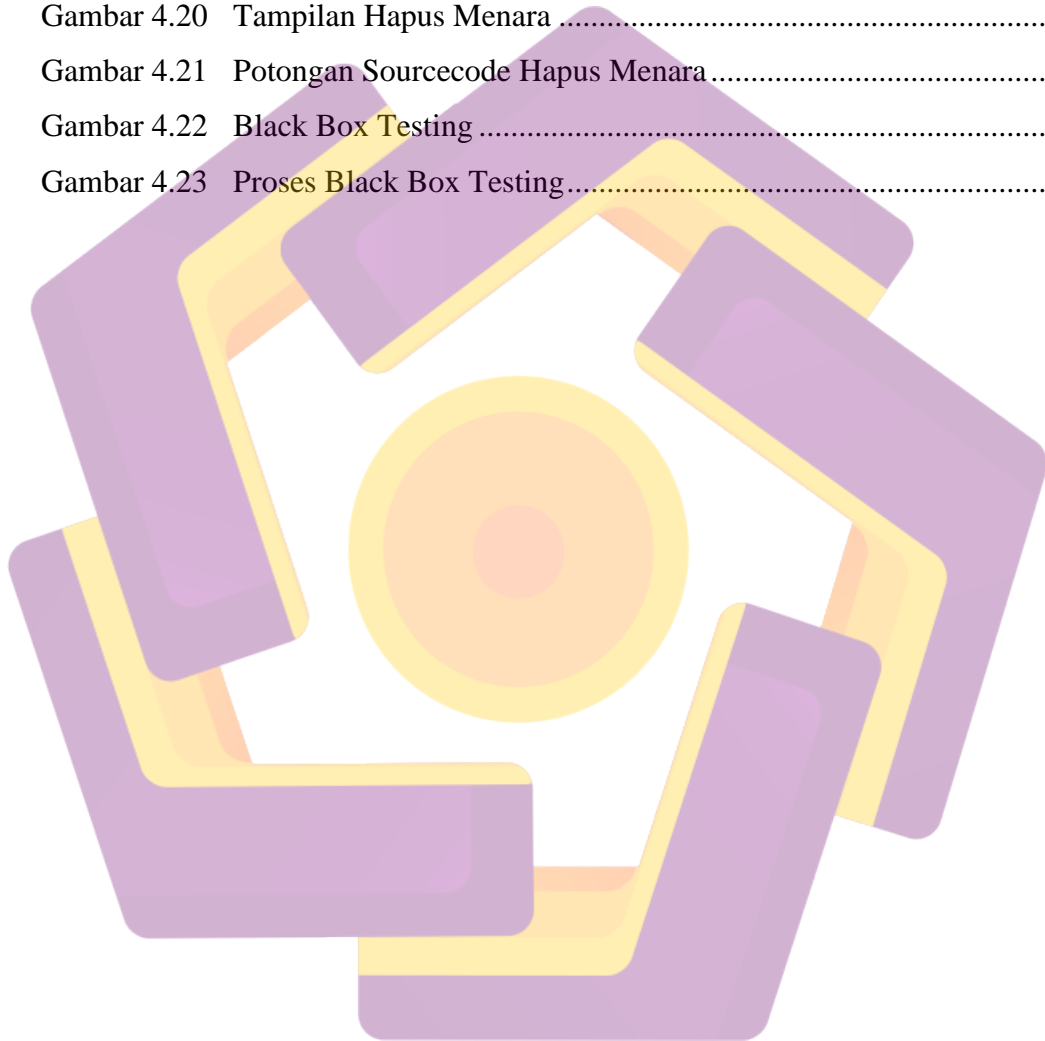 Gambar 4.20 Tampilan Hapus Menara ............................................................
Gambar 4.21 Potongan Sourcecode Hapus Menara..........................................
Gambar 4.22 Black Box Testing ......................................................................
Gambar 4.23 Proses Black Box Testing...........................................................